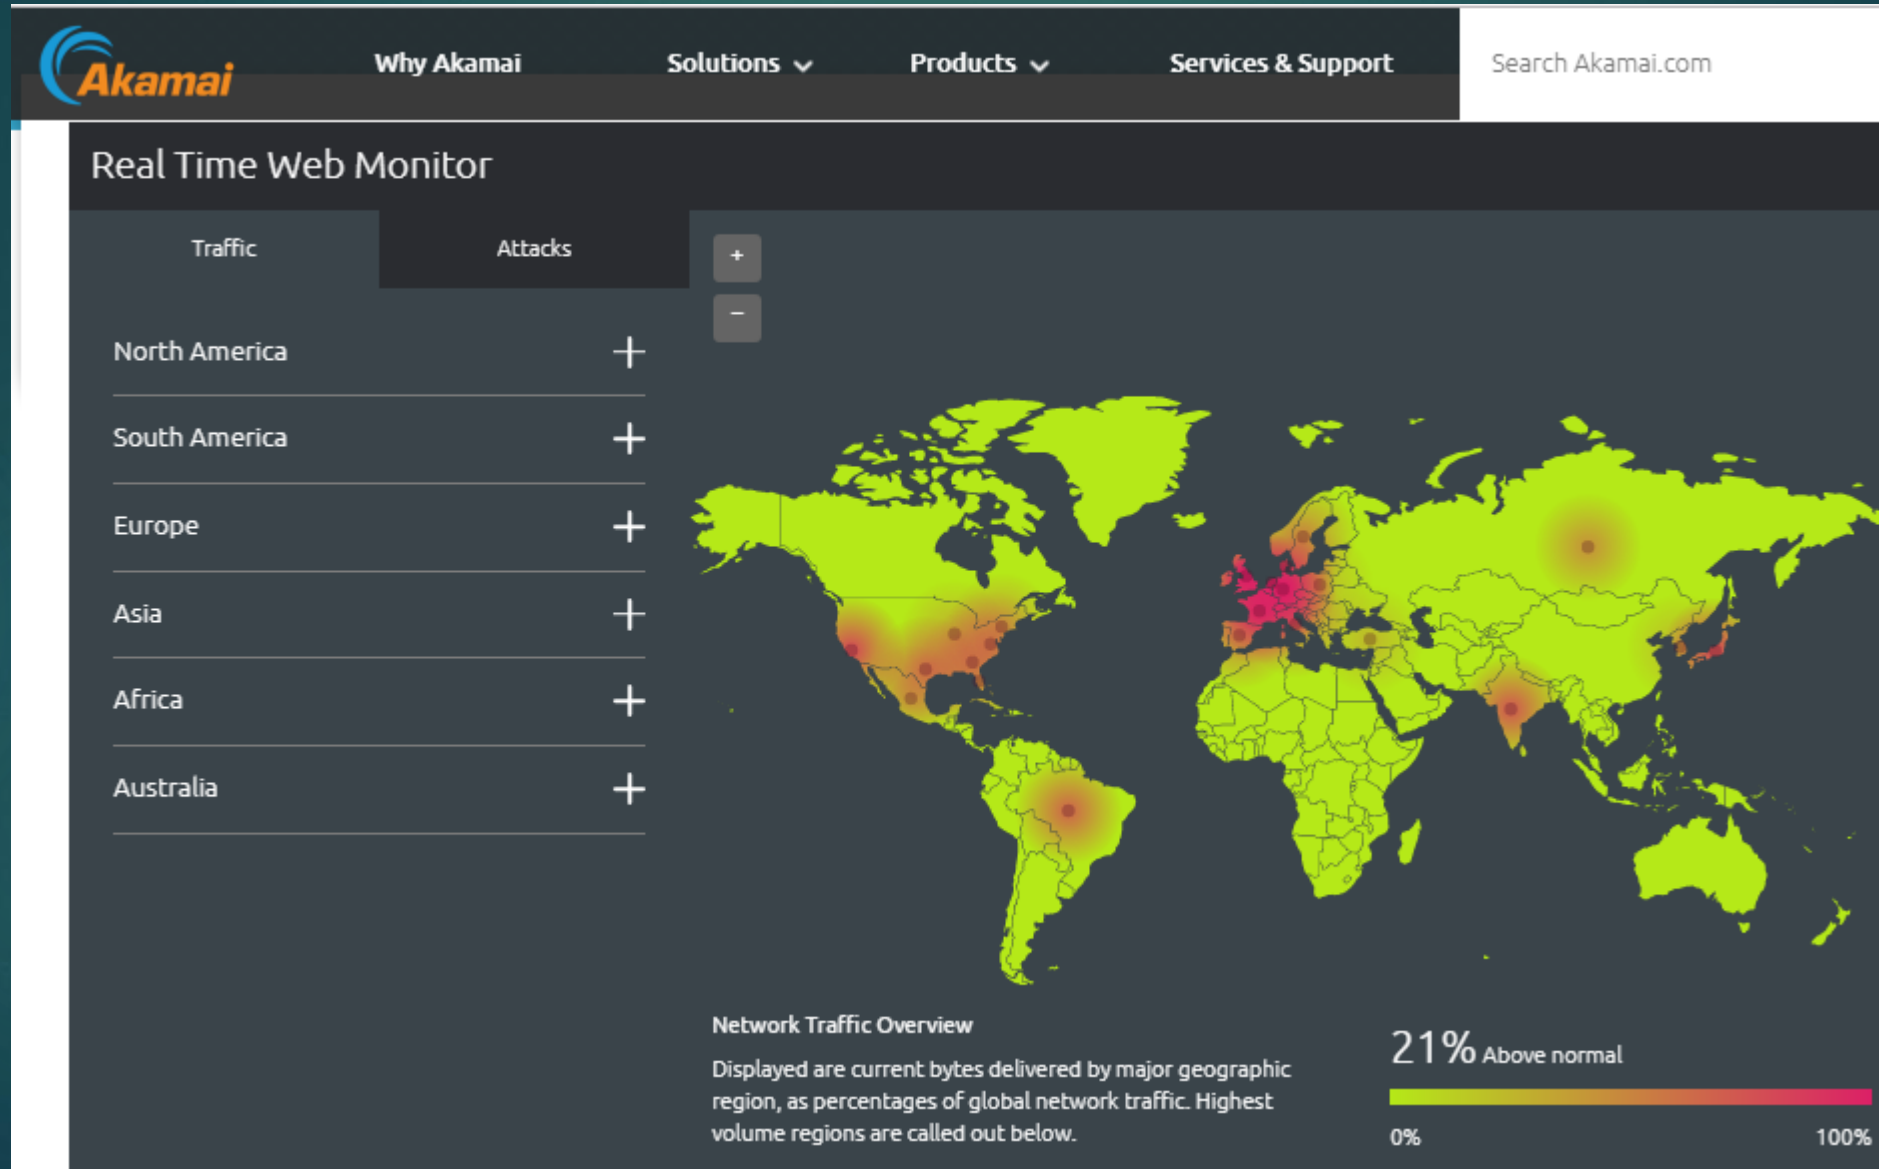 Akamai
Why Akamai
Solutions
Products
Services & Support
Search Akamai.com
Real Time Web Monitor
Traffic
Attacks
+
−
North America +
South America +
Europe +
Asia +
Africa +
Australia +
Network Traffic Overview
Displayed are current bytes delivered by major geographic
region, as percentages of global network traffic. Highest
volume regions are called out below.
21% Above normal
0%
100%